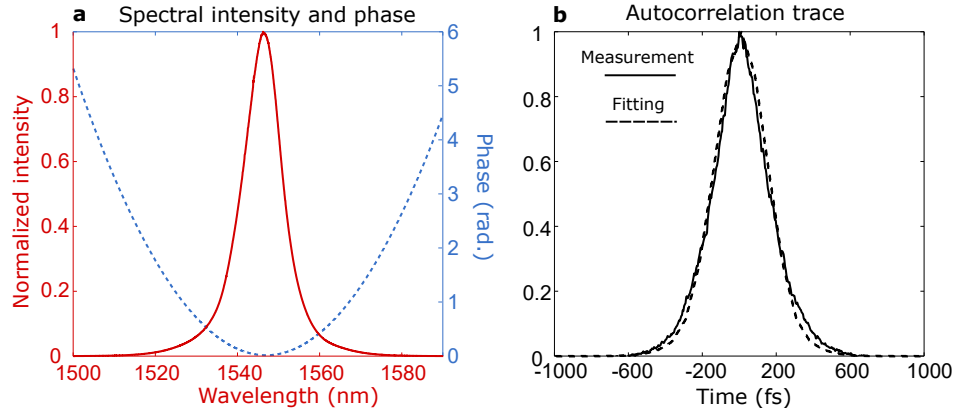 a Spectral intensity and phase
1
0.8
0.6
0.4
0.2
0
Normalized intensity
6
5
4
3
2
1
0
Phase (rad.)
1500 1520 1540 1560 1580
Wavelength (nm)
b Autocorrelation trace
Measurement
Fitting
1
0.8
0.6
0.4
0.2
0
-1000 -600 -200 200 600 1000
Time (fs)